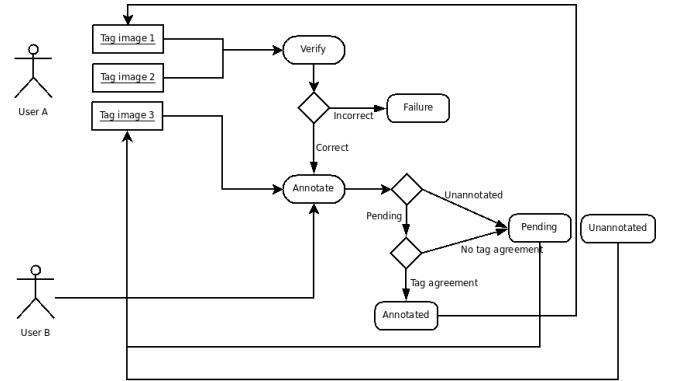 Tag image 1
Verify
Tag image 2
User A
Tag image 3
Failure
Incorrect
Correct
Annotate
Unannotated
Pending
Pending
Unannotated
No tag agreement
Tag agreement
Annotated
User B